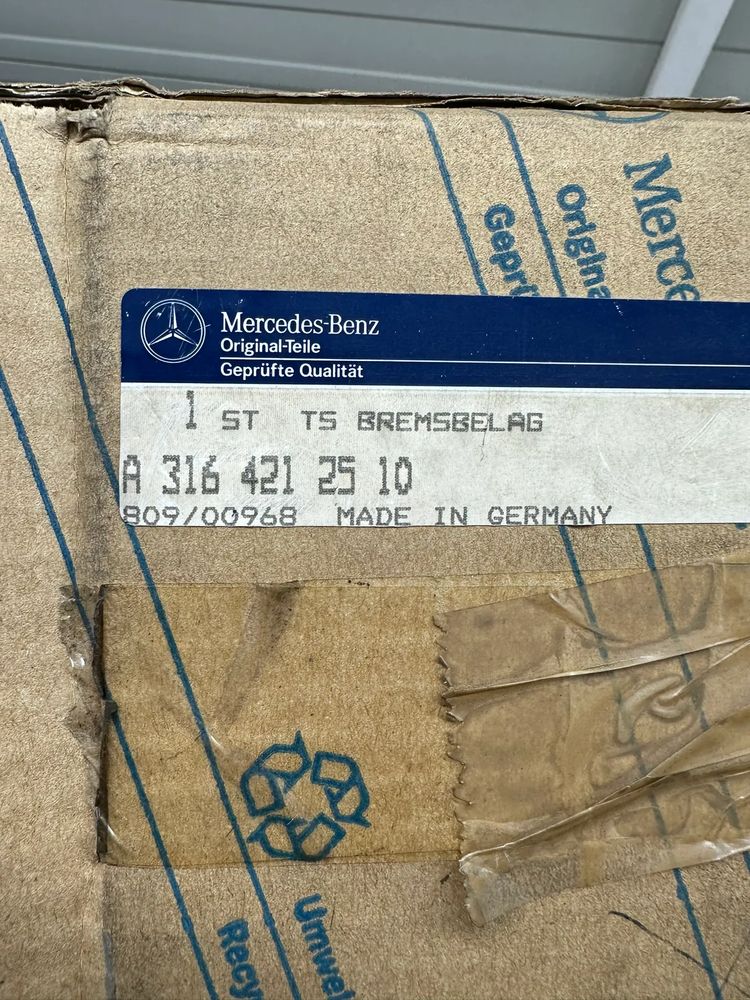 Merce
Origina
Geprü
Mercedes-Benz
Original-Teile
Geprüfte Qualität
1 ST TS BREMSBELAG
A 316 421 25 10
809/00968 MADE IN GERMANY
Umwel
Recy